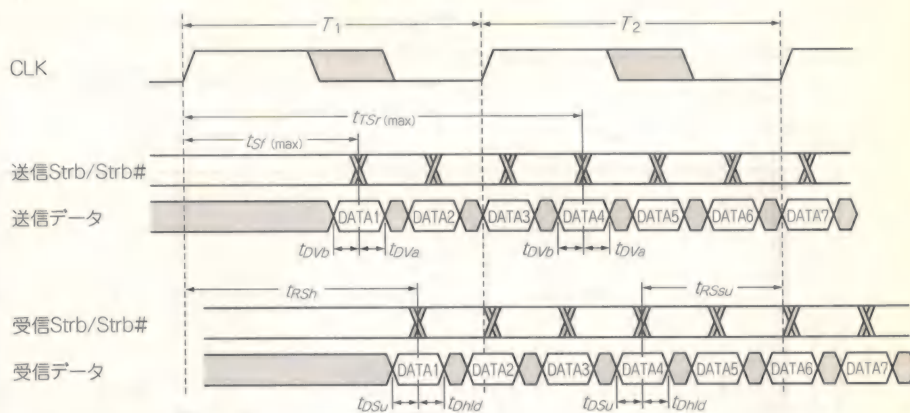 T1 T2
CLK
tTSr (max)
tSf (max)
送信Strb/Strb#
送信データ DATA1 DATA2 DATA3 DATA4 DATA5 DATA6 DATA7
tDVb tDVa tDVb tDVa
tRSh tRSsu
受信Strb/Strb#
受信データ DATA1 DATA2 DATA3 DATA4 DATA5 DATA6 DATA7
tDSu tDhld tDSu tDhld